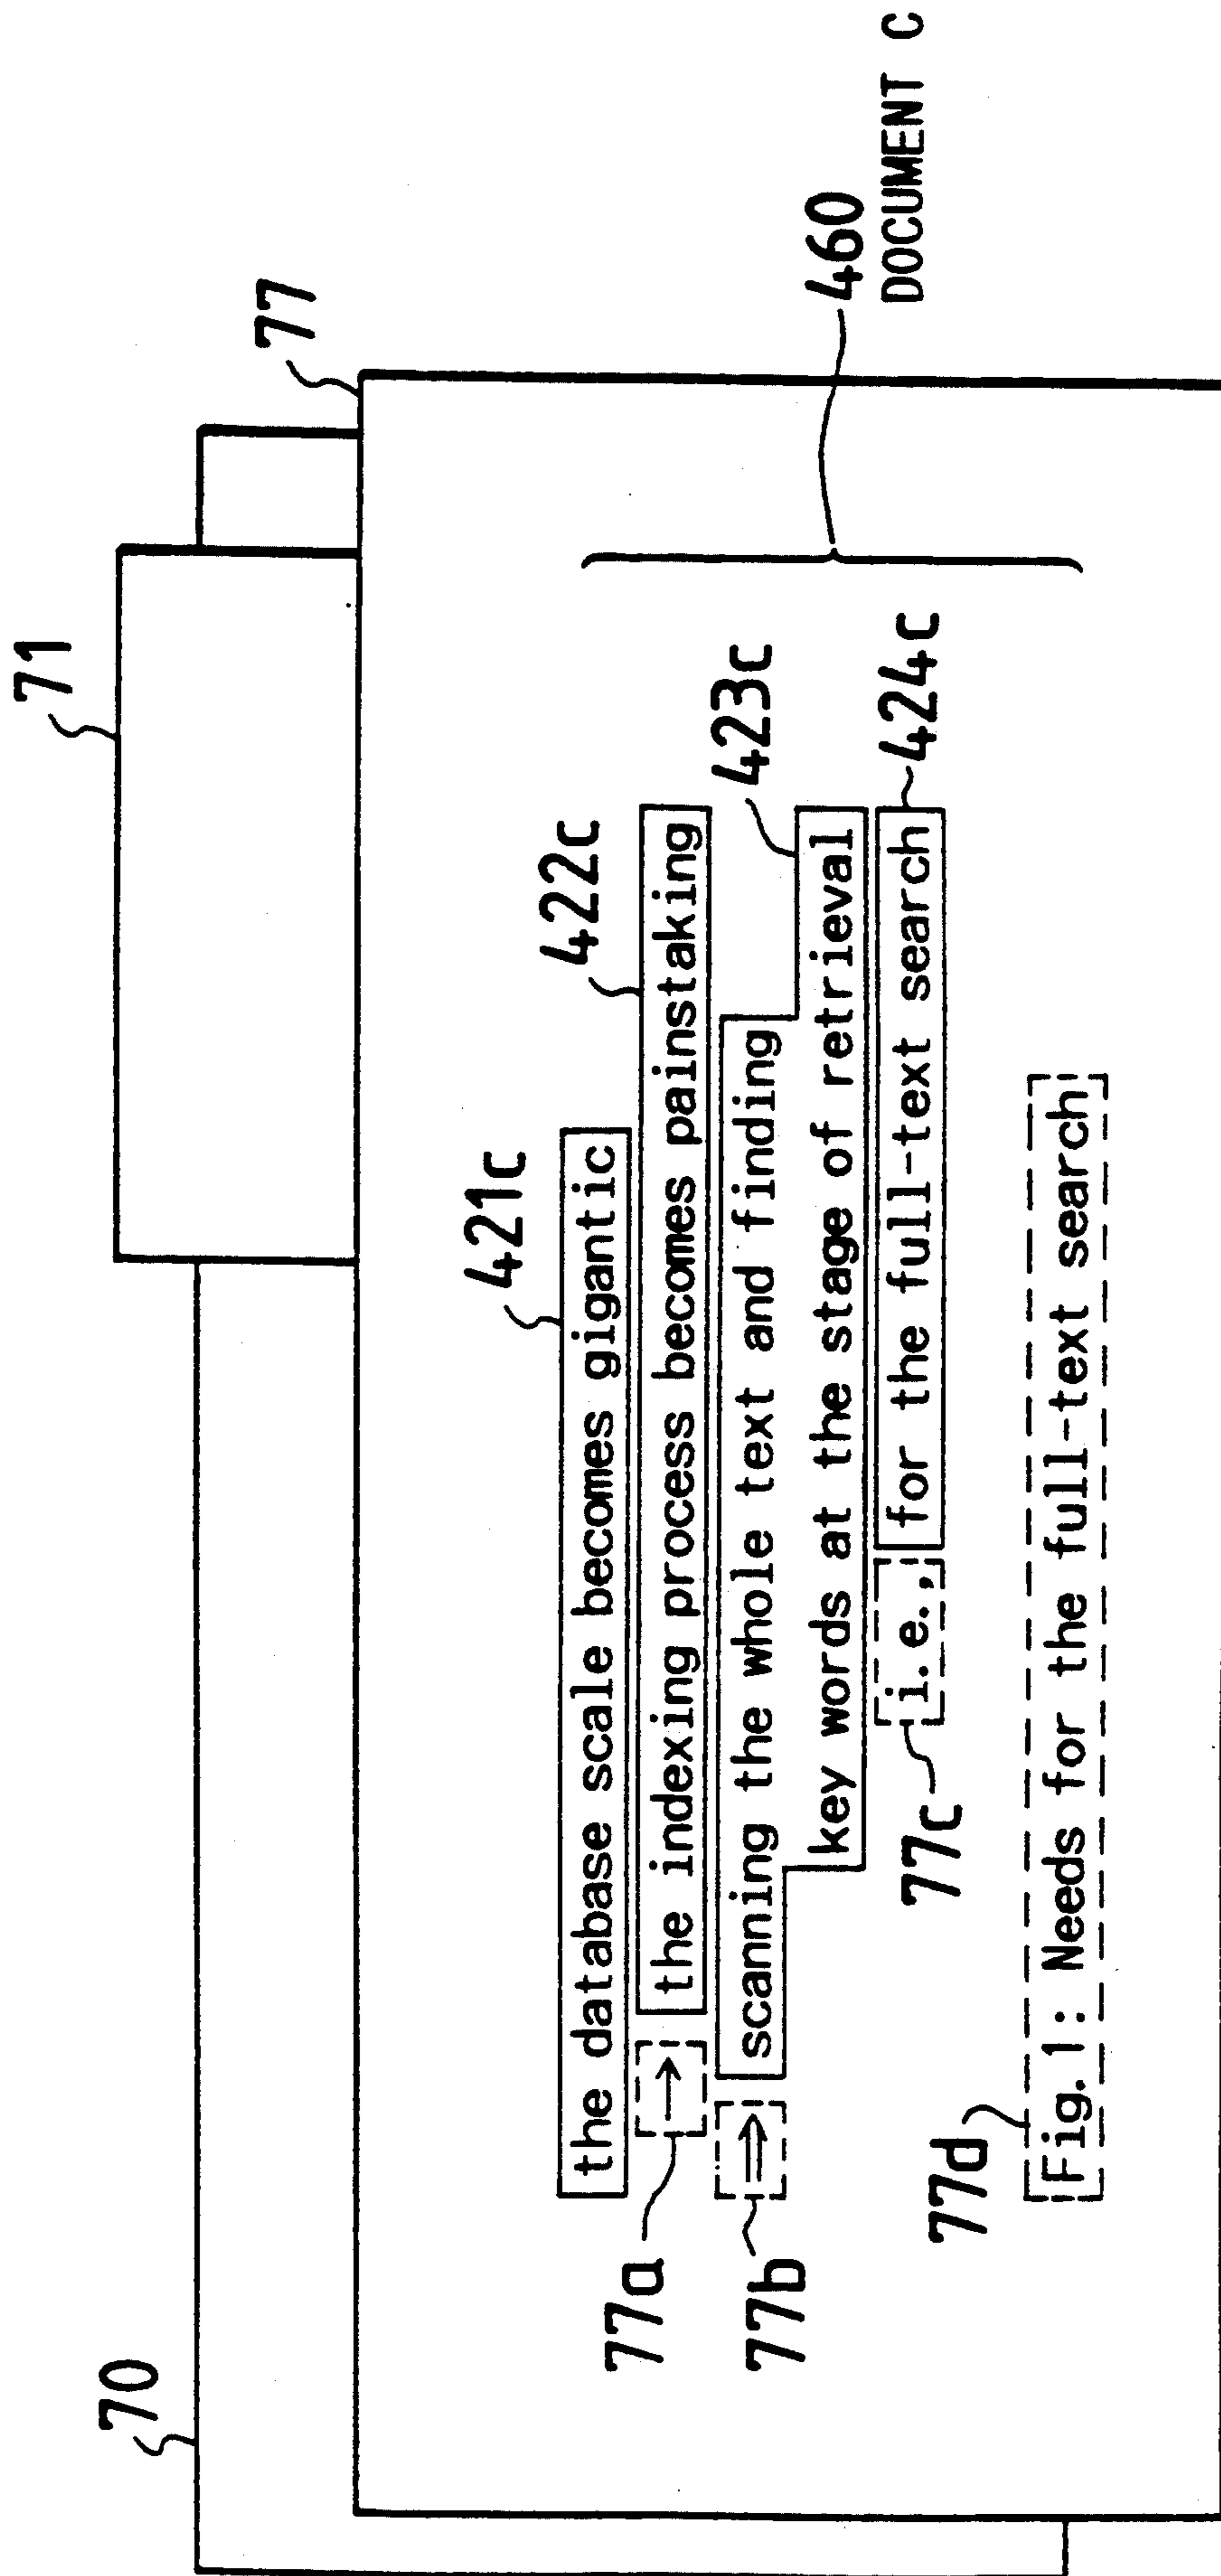 70
71
77
421c
the database scale becomes gigantic
422c
77a
→ the indexing process becomes painstaking
77b
⇒ scanning the whole text and finding
423c
key words at the stage of retrieval
77c
i.e., for the full-text search
424c
460
DOCUMENT C
77d
Fig.1: Needs for the full-text search